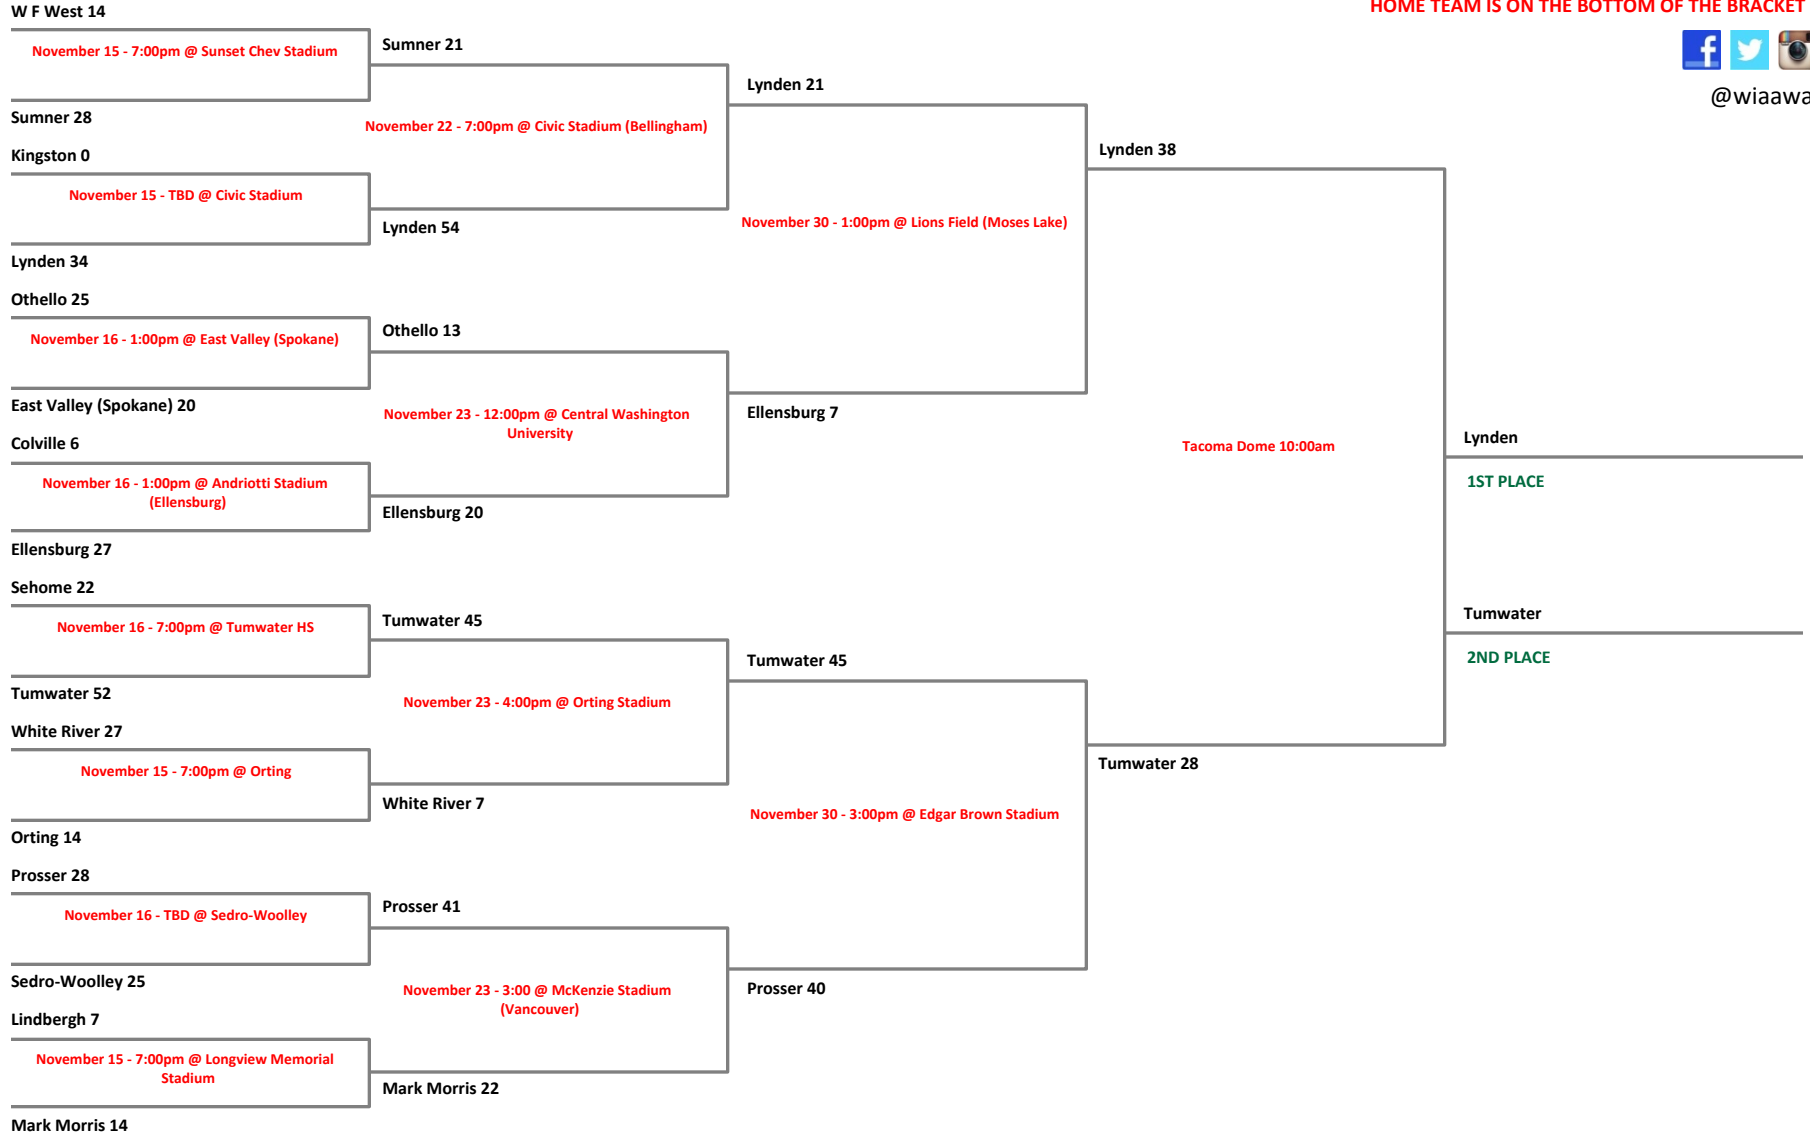 HOME TEAM IS ON THE BOTTOM OF THE BRACKET
@wiaawa
W F West 14
November 15 - 7:00pm @ Sunset Chev Stadium
Sumner 28
Kingston 0
November 15 - TBD @ Civic Stadium
Lynden 34
Othello 25
November 16 - 1:00pm @ East Valley (Spokane)
East Valley (Spokane) 20
Colville 6
November 16 - 1:00pm @ Andriotti Stadium
(Ellensburg)
Ellensburg 27
Sehome 22
November 16 - 7:00pm @ Tumwater HS
Tumwater 52
White River 27
November 15 - 7:00pm @ Orting
Orting 14
Prosser 28
November 16 - TBD @ Sedro-Woolley
Sedro-Woolley 25
Lindbergh 7
November 15 - 7:00pm @ Longview Memorial
Stadium
Mark Morris 14
Sumner 21
November 22 - 7:00pm @ Civic Stadium (Bellingham)
Lynden 54
Othello 13
November 23 - 12:00pm @ Central Washington
University
Ellensburg 20
Tumwater 45
November 23 - 4:00pm @ Orting Stadium
White River 7
Prosser 41
November 23 - 3:00 @ McKenzie Stadium
(Vancouver)
Mark Morris 22
Lynden 21
November 30 - 1:00pm @ Lions Field (Moses Lake)
Ellensburg 7
Tumwater 45
November 30 - 3:00pm @ Edgar Brown Stadium
Prosser 40
Lynden 38
Tacoma Dome 10:00am
Tumwater 28
Lynden
1ST PLACE
Tumwater
2ND PLACE